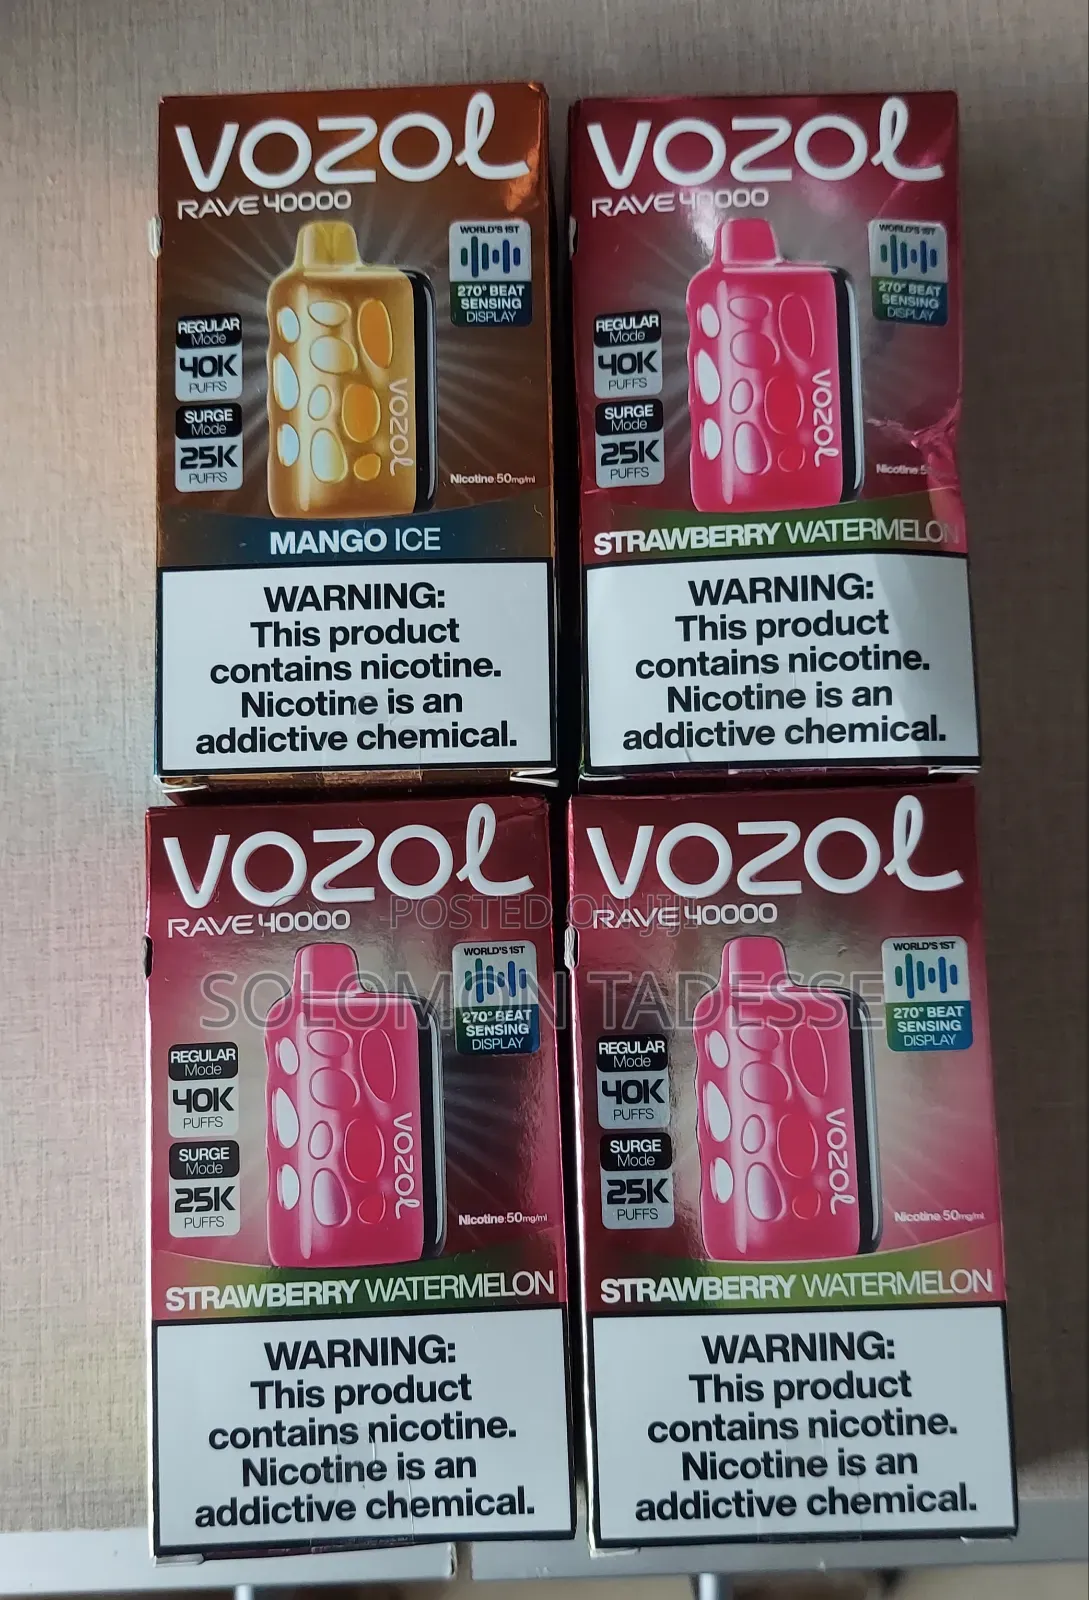 VOZOL
RAVE 40000
WORLD'S 1ST
270° BEAT
SENSING
DISPLAY
REGULAR
Mode
40K
PUFFS
SURGE
Mode
25K
PUFFS
VOZOL
Nicotine 50mg/ml
MANGO ICE
WARNING:
This product
contains nicotine.
Nicotine is an
addictive chemical.
VOZOL
RAVE 40000
WORLD'S 1ST
270° BEAT
SENSING
DISPLAY
REGULAR
Mode
40K
PUFFS
SURGE
Mode
25K
PUFFS
VOZOL
Nicotine
STRAWBERRY WATERMELON
WARNING:
This product
contains nicotine.
Nicotine is an
addictive chemical.
VOZOL
RAVE 40000
WORLD'S 1ST
270° BEAT
SENSING
DISPLAY
REGULAR
Mode
40K
PUFFS
SURGE
Mode
25K
PUFFS
VOZOL
Nicotine 50mg/ml
STRAWBERRY WATERMELON
WARNING:
This product
contains nicotine.
Nicotine is an
addictive chemical.
VOZOL
RAVE 40000
WORLD'S 1ST
270° BEAT
SENSING
DISPLAY
REGULAR
Mode
40K
PUFFS
SURGE
Mode
25K
PUFFS
VOZOL
Nicotine 50mg/ml
STRAWBERRY WATERMELON
WARNING:
This product
contains nicotine.
Nicotine is an
addictive chemical.
POSTED ON JIJI
SOLOMON TADESSE